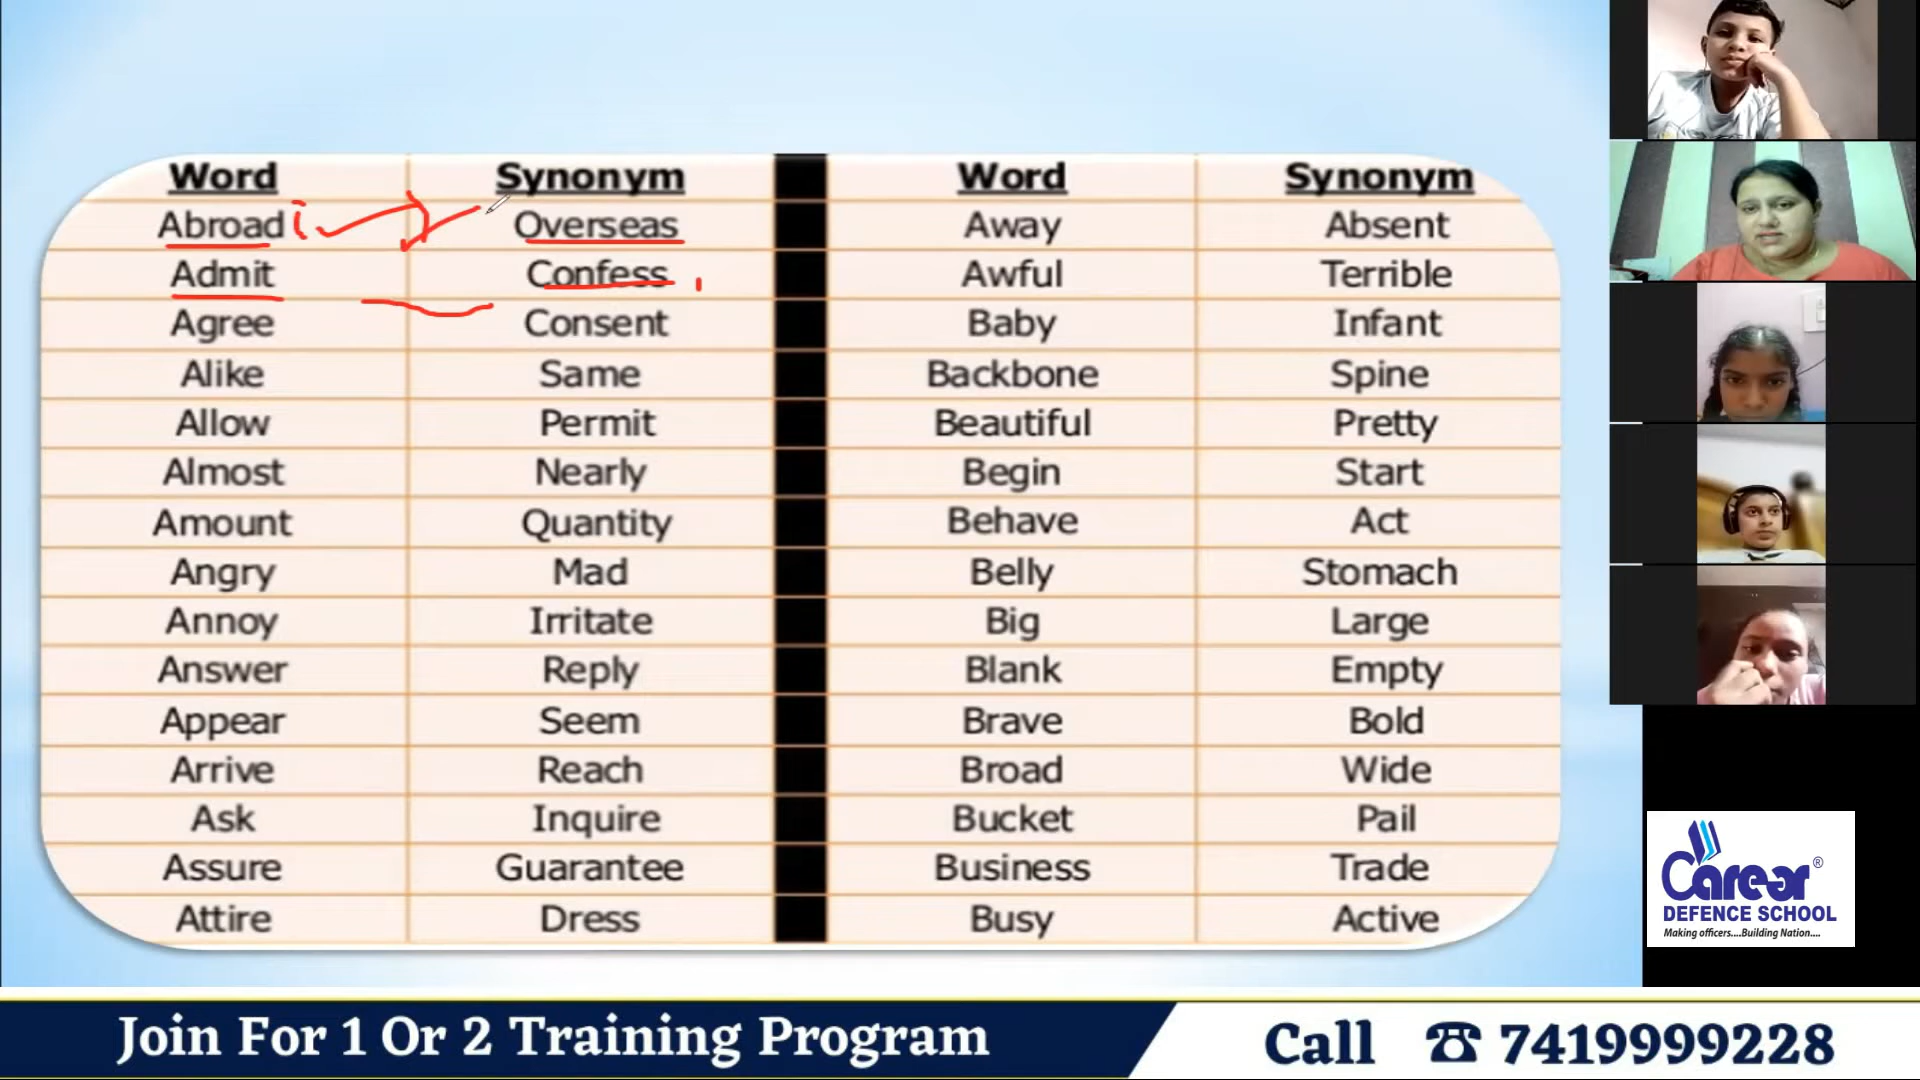 Word Synonym Word Synonym
Abroad Overseas Away Absent
Admit Confess Awful Terrible
Agree Consent Baby Infant
Alike Same Backbone Spine
Allow Permit Beautiful Pretty
Almost Nearly Begin Start
Amount Quantity Behave Act
Angry Mad Belly Stomach
Annoy Irritate Big Large
Answer Reply Blank Empty
Appear Seem Brave Bold
Arrive Reach Broad Wide
Ask Inquire Bucket Pail
Assure Guarantee Business Trade
Attire Dress Busy Active
Carear®
DEFENCE SCHOOL
Making officers....Building Nation....
Join For 1 Or 2 Training Program Call ☎ 7419999228